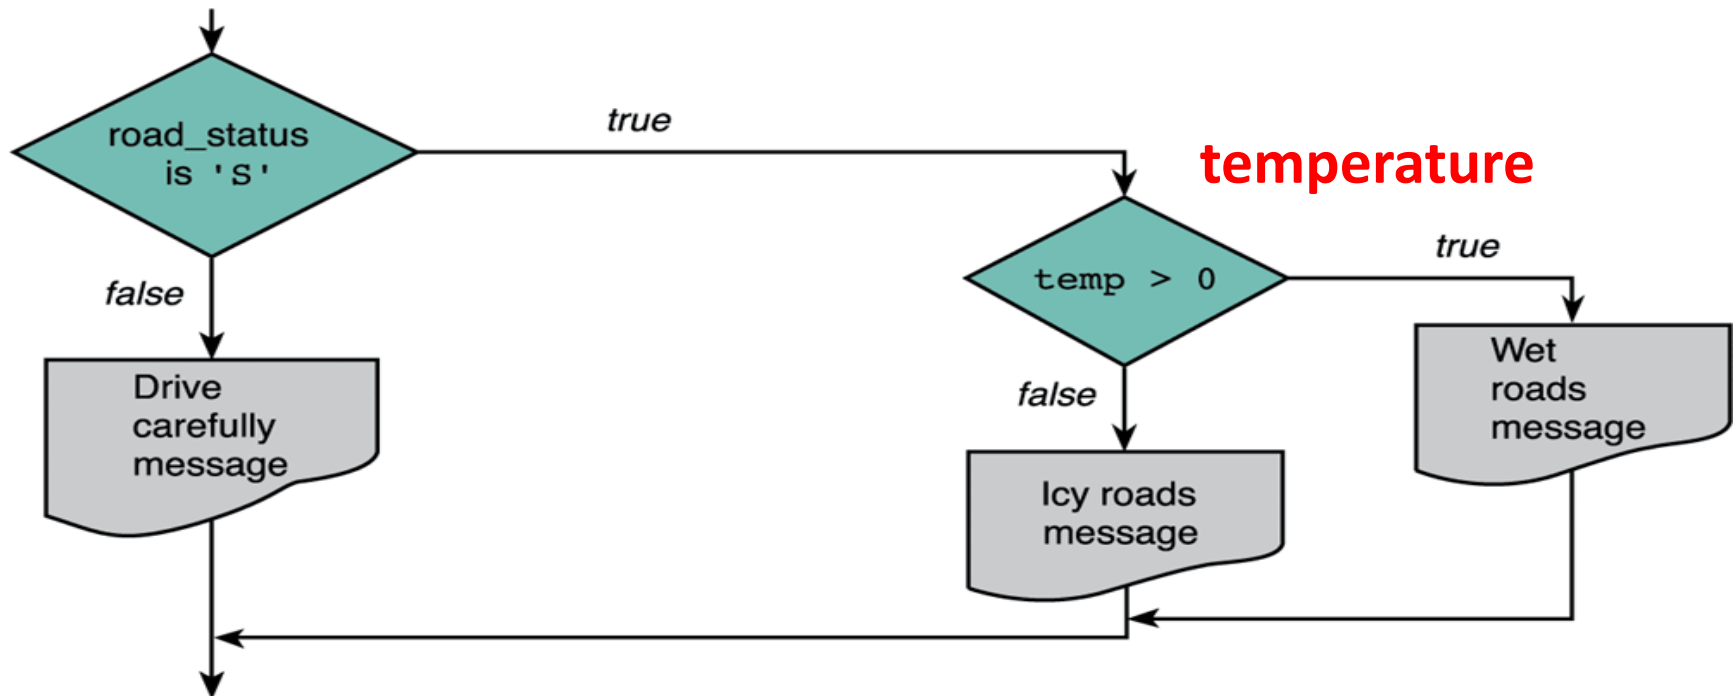 road_status
is 'S'
true
temperature
temp > 0
true
false
Drive
carefully
message
false
Icy roads
message
Wet
roads
message